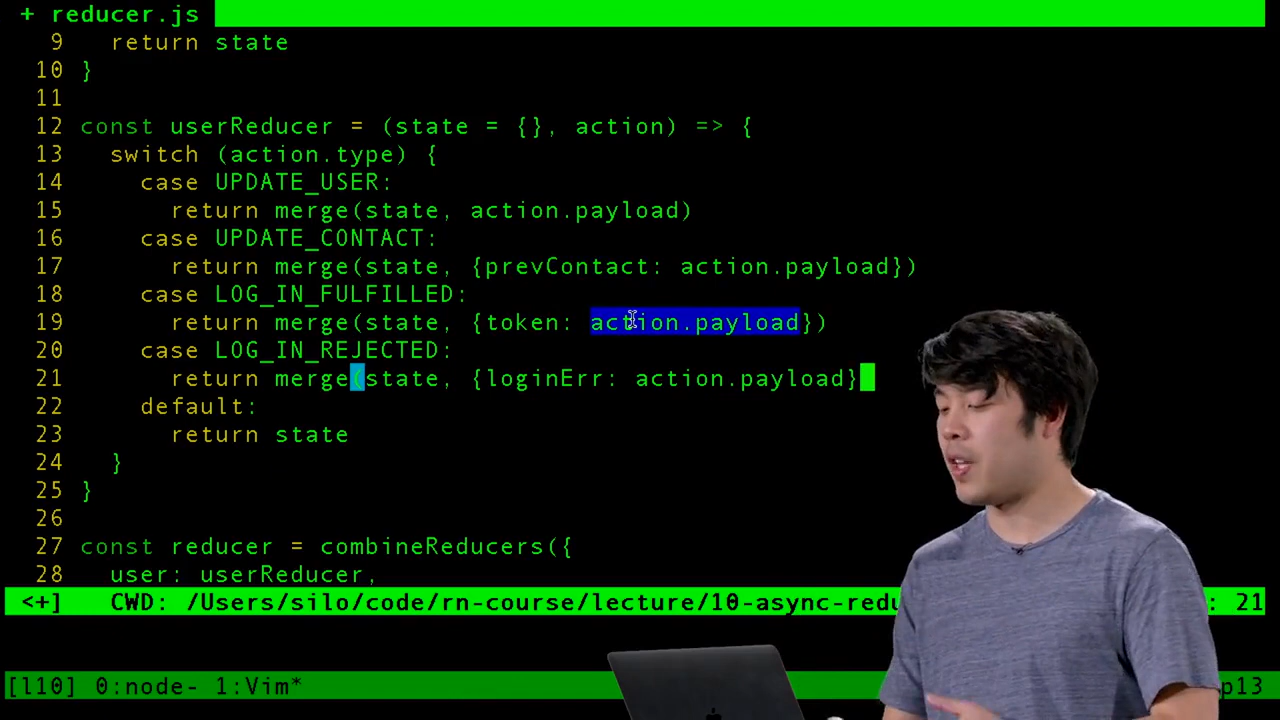 + reducer.js
9 return state
10 }
11
12 const userReducer = (state = {}, action) => {
13 switch (action.type) {
14 case UPDATE_USER:
15 return merge(state, action.payload)
16 case UPDATE_CONTACT:
17 return merge(state, {prevContact: action.payload})
18 case LOG_IN_FULFILLED:
19 return merge(state, {token: action.payload})
20 case LOG_IN_REJECTED:
21 return merge(state, {loginErr: action.payload}
22 default:
23 return state
24 }
25 }
26
27 const reducer = combineReducers({
28 user: userReducer,
<+] CWD: /Users/silo/code/rn-course/lecture/10-async-redu : 21
[l10] 0:node- 1:Vim* p13